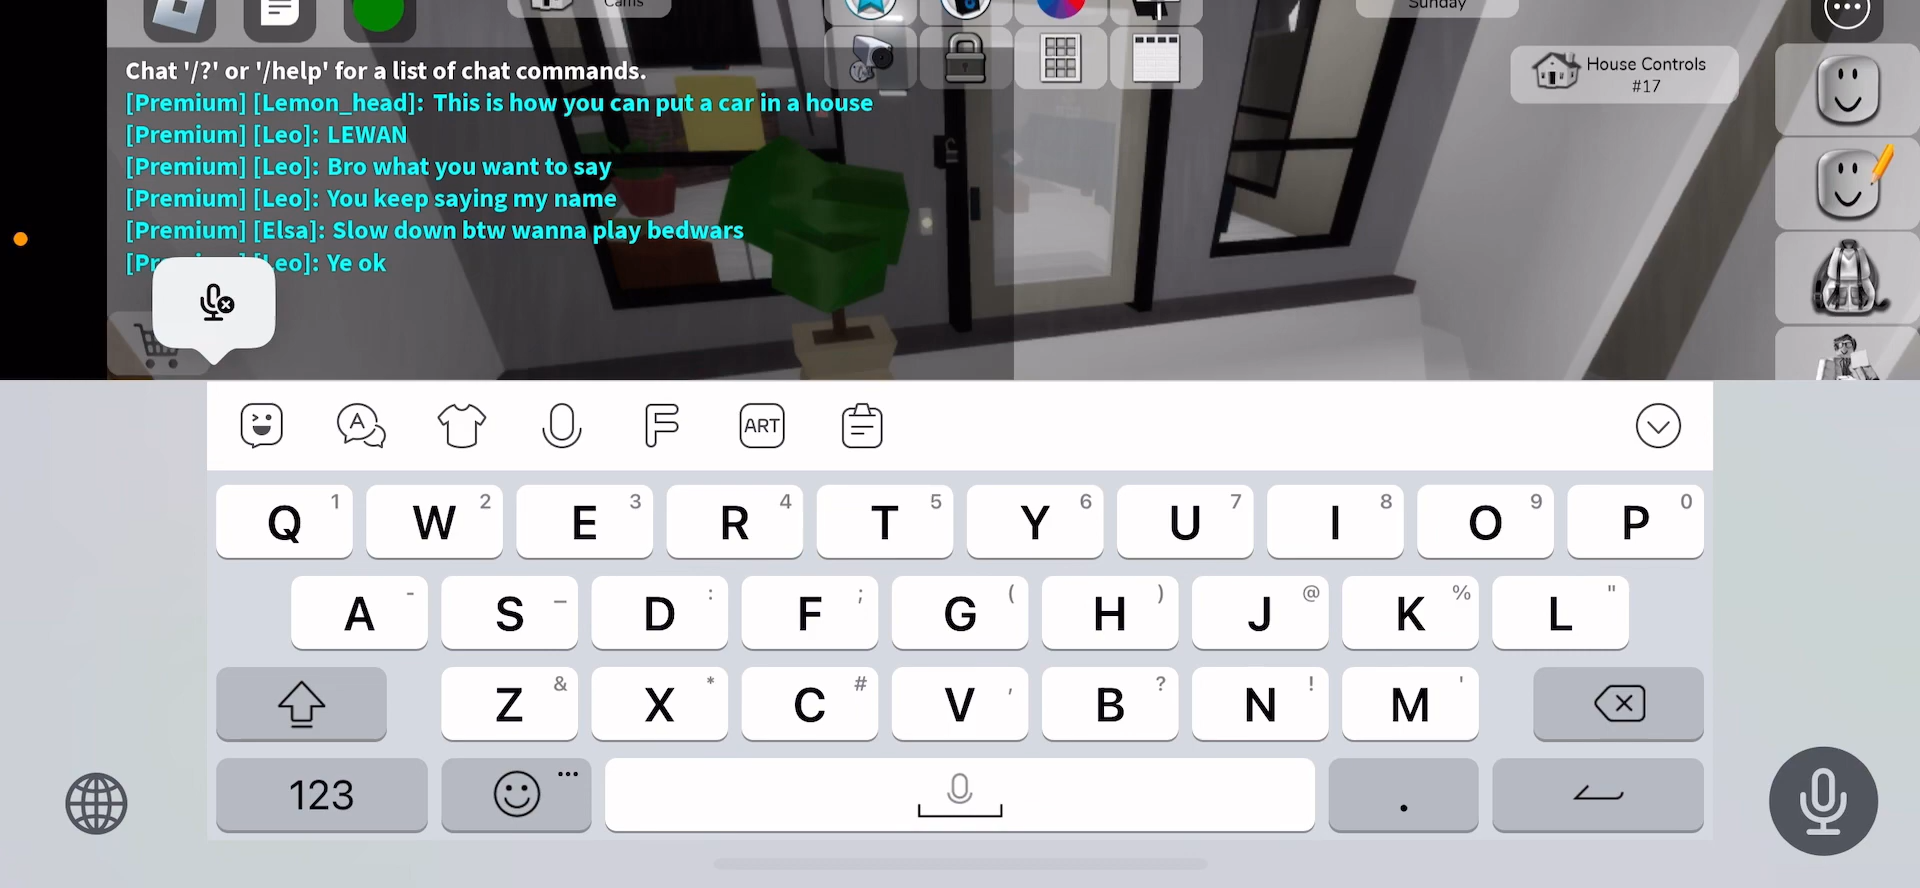 Cams
Sunday
Chat '/?' or '/help' for a list of chat commands.
[Premium] [Lemon_head]: This is how you can put a car in a house
[Premium] [Leo]: LEWAN
[Premium] [Leo]: Bro what you want to say
[Premium] [Leo]: You keep saying my name
[Premium] [Elsa]: Slow down btw wanna play bedwars
Leo]: Ye ok
House Controls
#17
A F ART
Q 1 W 2 E 3 R 4 T 5 Y 6 U 7 I 8 O 9 P 0
A - S _ D : F ; G ( H ) J @ K % L "
Z & X * C # V , B ? N ! M '
123 ... .